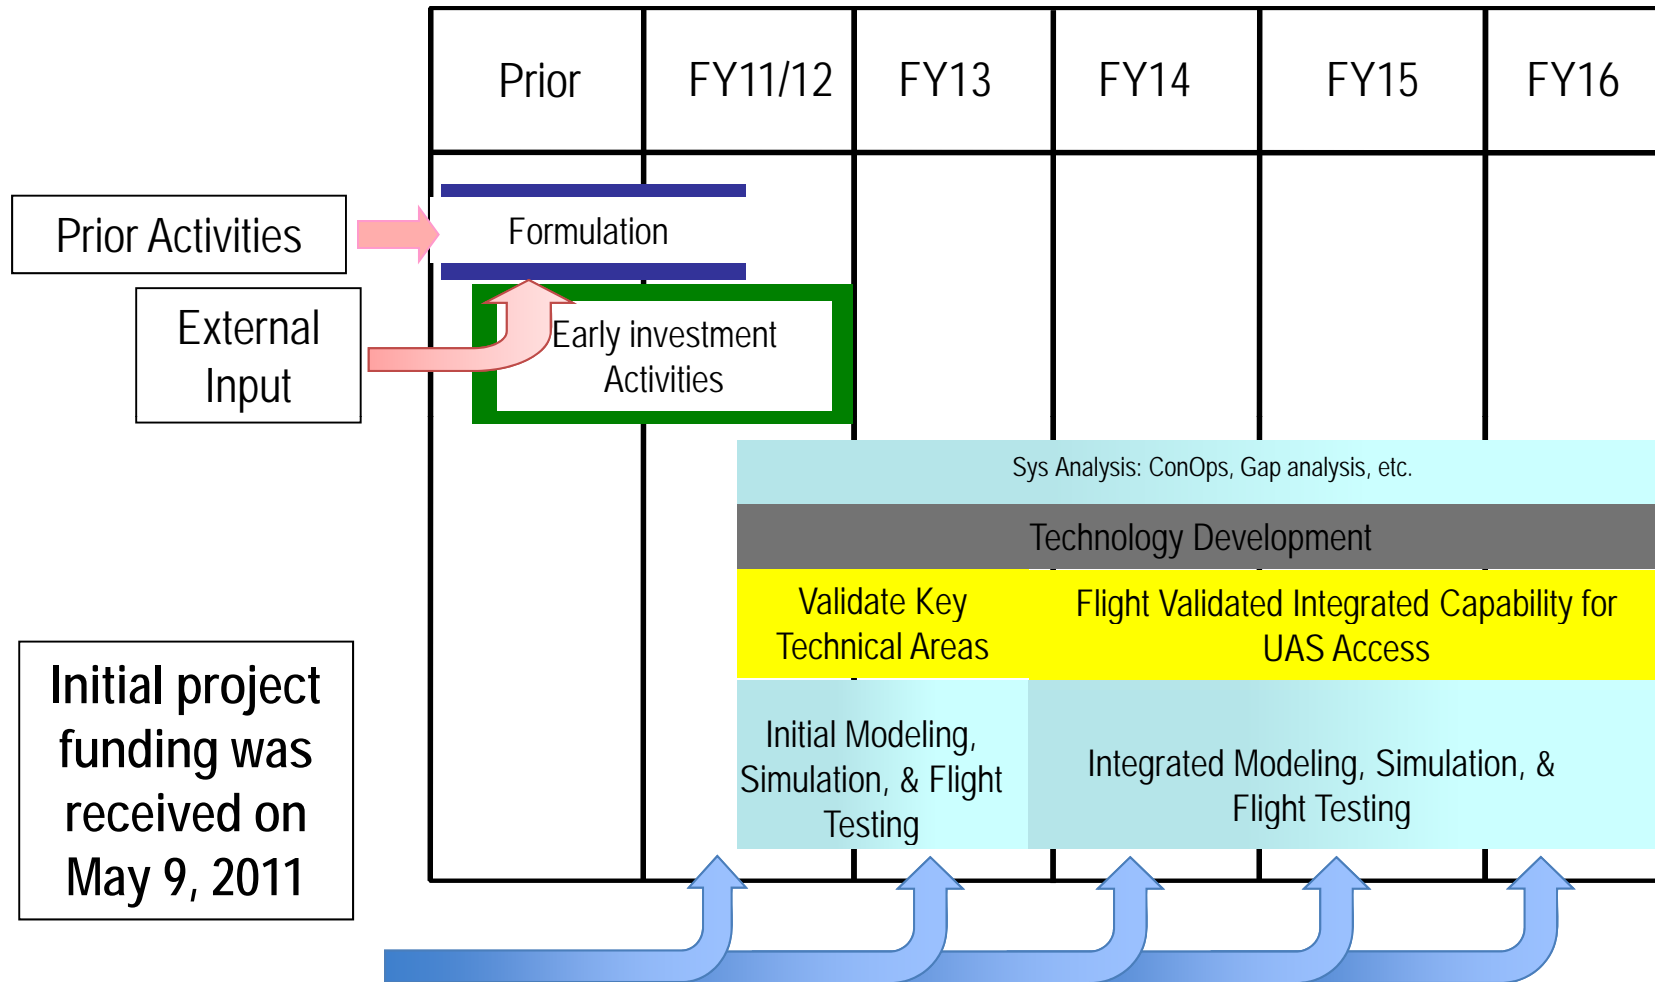 Prior FY11/12 FY13 FY14 FY15 FY16
Prior Activities
Formulation
External
Input
Early investment
Activities
Sys Analysis: ConOps, Gap analysis, etc.
Technology Development
Validate Key
Technical Areas
Flight Validated Integrated Capability for
UAS Access
Initial project
funding was
received on
May 9, 2011
Initial Modeling,
Simulation, & Flight
Testing
Integrated Modeling, Simulation, &
Flight Testing